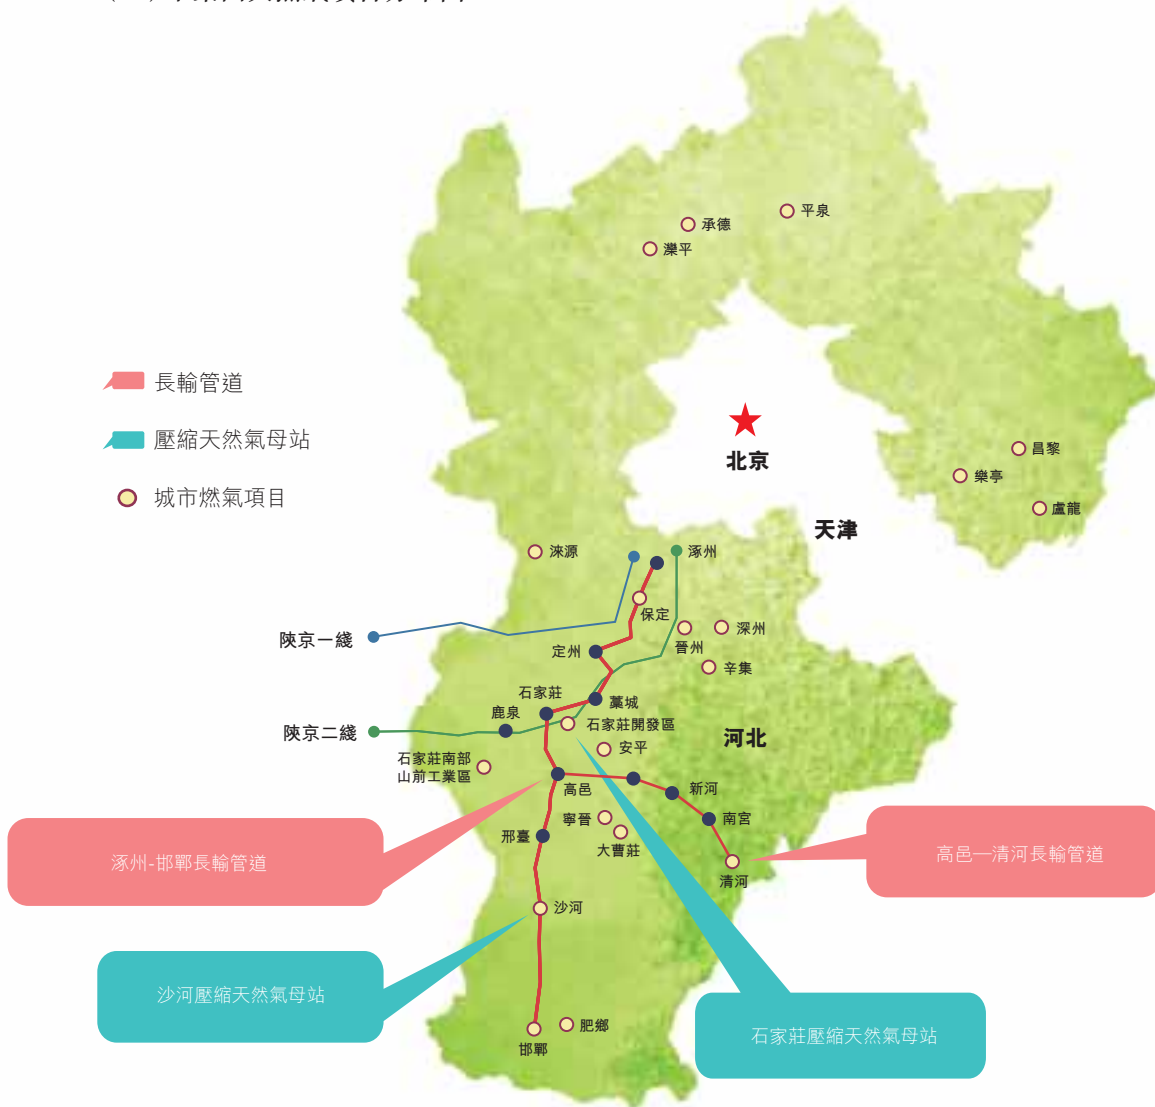 平泉
承德
灤平
長輸管道
壓縮天然氣母站
城市燃氣項目
北京
昌黎
樂亭
盧龍
天津
淶源
涿州
保定
陝京一綫
定州
晉州
深州
辛集
石家莊
藁城
鹿泉
石家莊開發區
陝京二綫
河北
安平
石家莊南部
山前工業區
高邑
新河
寧晉
南宮
邢臺
大曹莊
涿州-邯鄲長輸管道
高邑—清河長輸管道
清河
沙河
沙河壓縮天然氣母站
肥鄉
石家莊壓縮天然氣母站
邯鄲